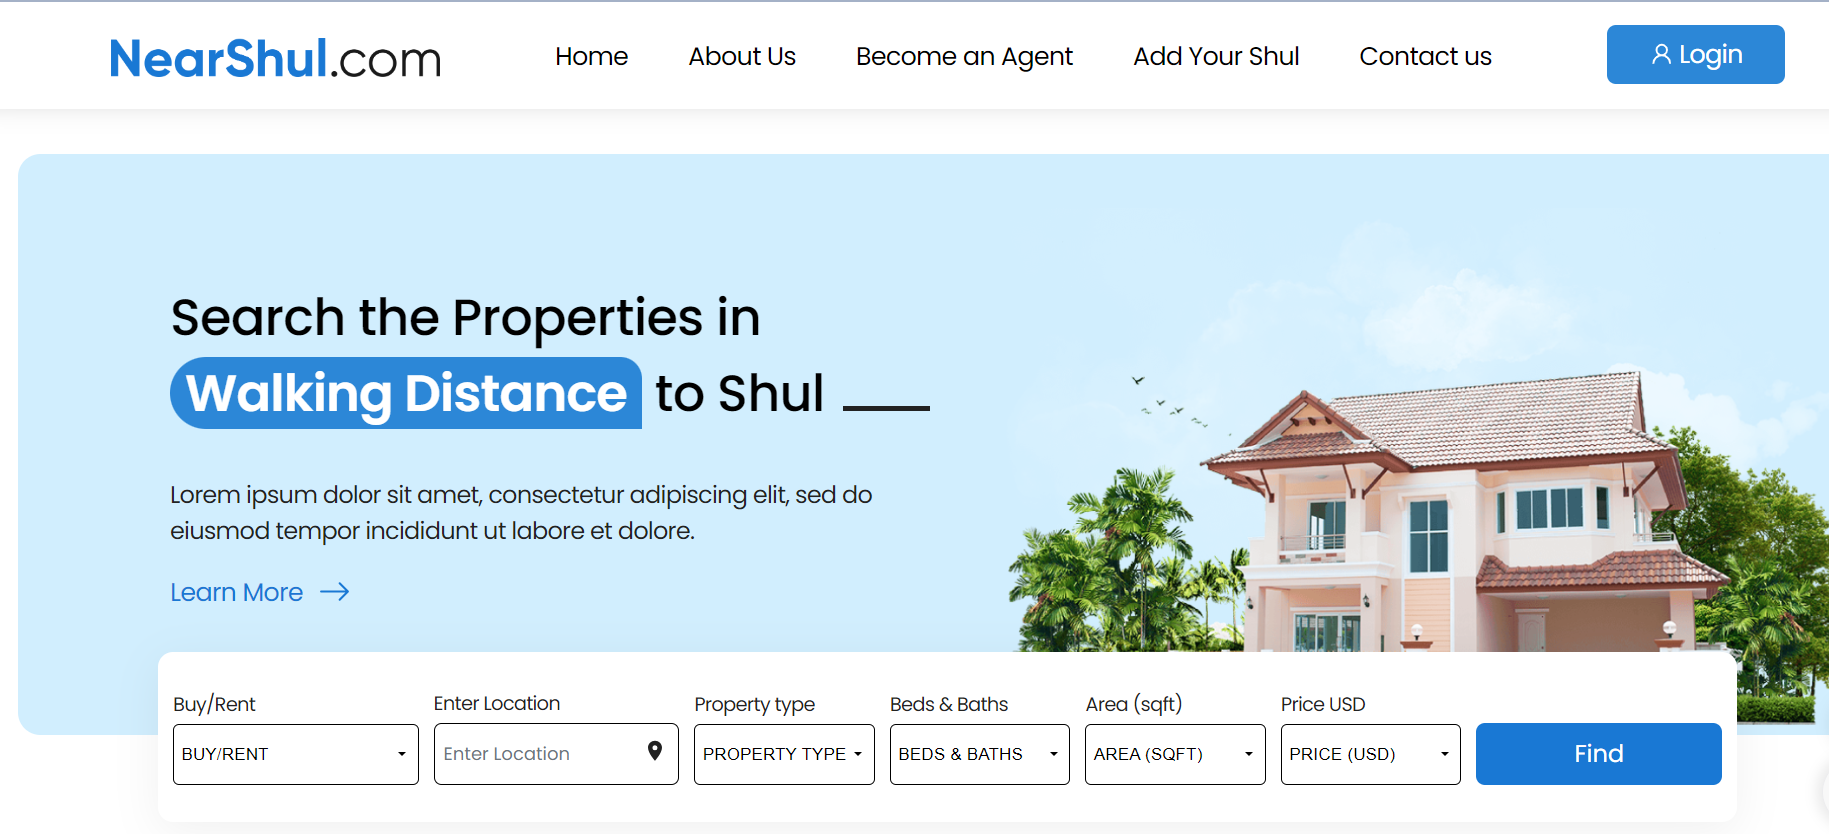 NearShul.com Home About Us Become an Agent Add Your Shul Contact us Login
Search the Properties in
Walking Distance to Shul
Lorem ipsum dolor sit amet, consectetur adipiscing elit, sed do
eiusmod tempor incididunt ut labore et dolore.
Learn More
Buy/Rent Enter Location Property type Beds & Baths Area (sqft) Price USD
BUY/RENT Enter Location PROPERTY TYPE BEDS & BATHS AREA (SQFT) PRICE (USD) Find